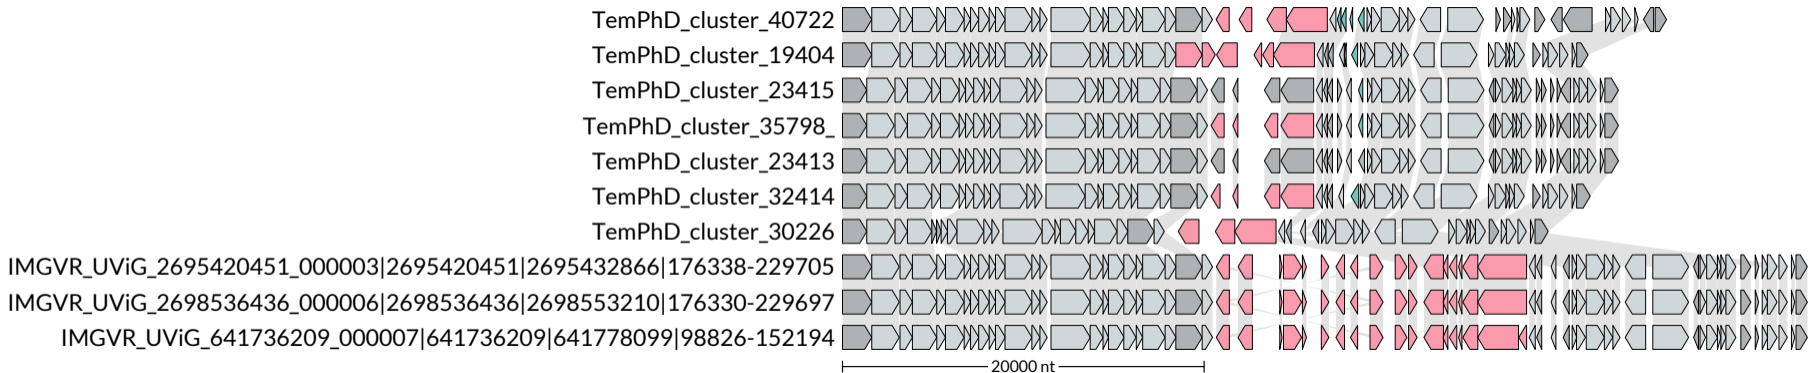 TemPhD_cluster_40722
TemPhD_cluster_19404
TemPhD_cluster_23415
TemPhD_cluster_35798_
TemPhD_cluster_23413
TemPhD_cluster_32414
TemPhD_cluster_30226
IMGVR_UViG_2695420451_000003|2695420451|2695432866|176338-229705
IMGVR_UViG_2698536436_000006|2698536436|2698553210|176330-229697
IMGVR_UViG_641736209_000007|641736209|641778099|98826-152194
20000 nt